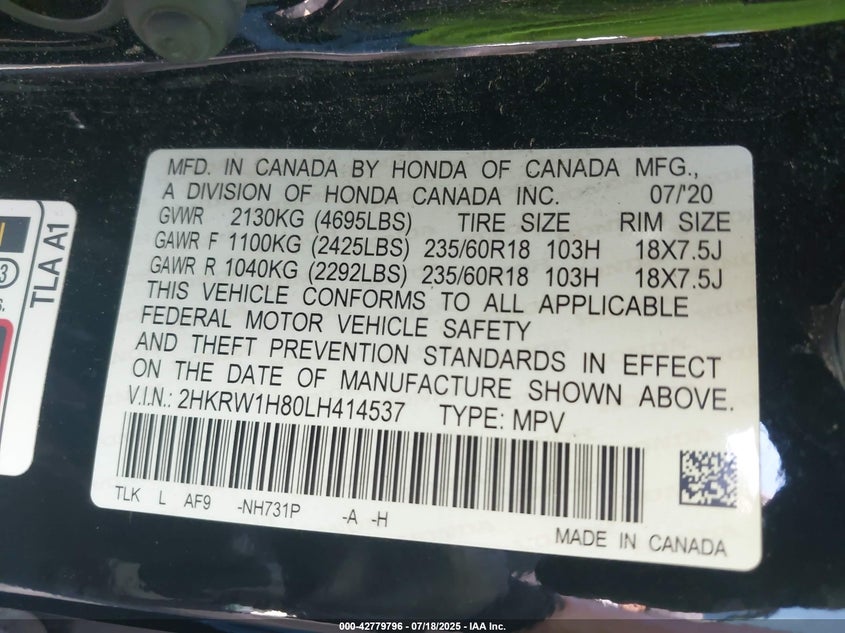 MFD. IN CANADA BY HONDA OF CANADA MFG.,
A DIVISION OF HONDA CANADA INC. 07/'20
GVWR 2130KG (4695LBS) TIRE SIZE RIM SIZE
GAWR F 1100KG (2425LBS) 235/60R18 103H 18X7.5J
GAWR R 1040KG (2292LBS) 235/60R18 103H 18X7.5J
THIS VEHICLE CONFORMS TO ALL APPLICABLE
FEDERAL MOTOR VEHICLE SAFETY
AND THEFT PREVENTION STANDARDS IN EFFECT
ON THE DATE OF MANUFACTURE SHOWN ABOVE.
V.I.N.: 2HKRW1H80LH414537 TYPE: MPV
TLK L AF9 -NH731P -A -H
MADE IN CANADA
TLA A1
000-42779796 - 07/18/2025 - IAA Inc.